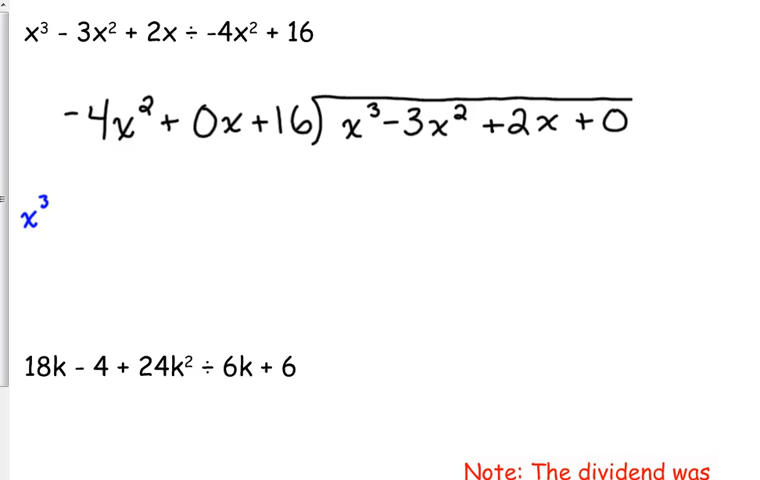 x³ - 3x² + 2x ÷ -4x² + 16
-4x² + 0x + 16) x³ - 3x² + 2x + 0
x³
18k - 4 + 24k² ÷ 6k + 6
Note: The dividend was